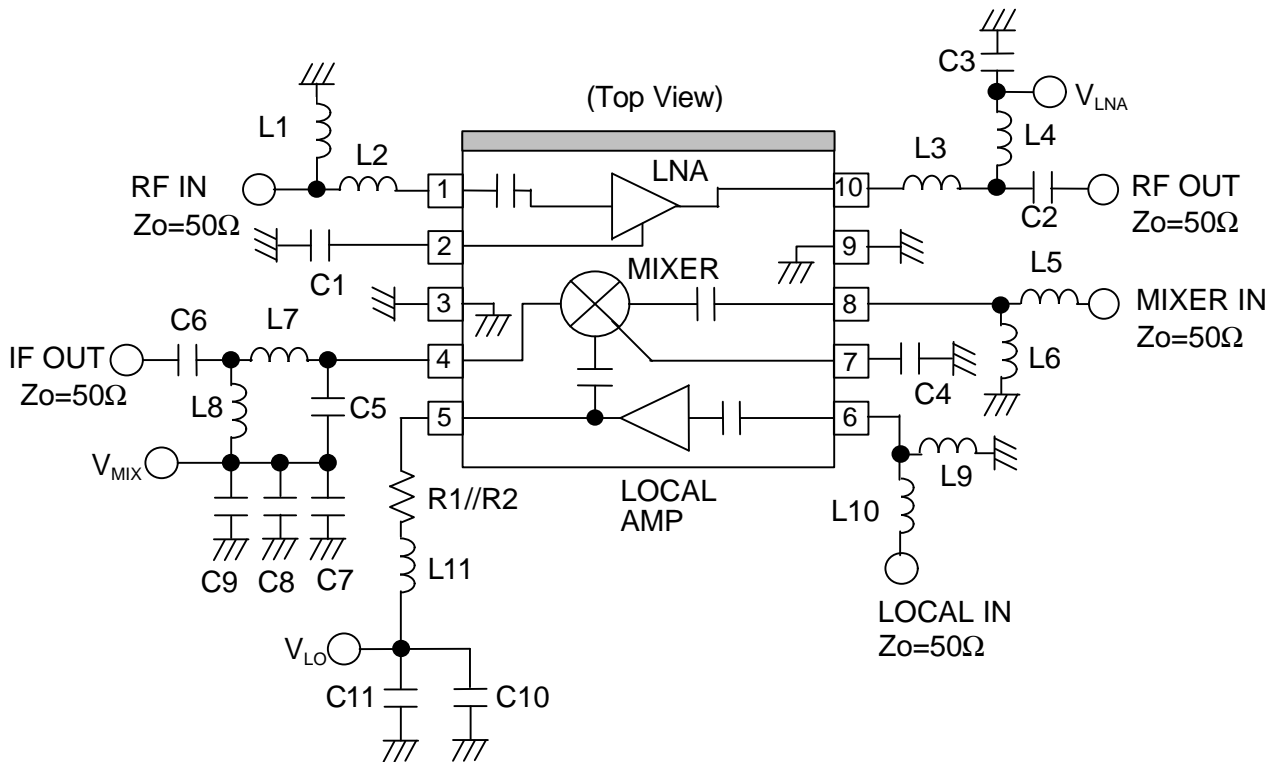 (Top View)
C3
V_LNA
L4
L1
L2
LNA
L3
RF IN
Zo=50Ω
1
10
C2
RF OUT
Zo=50Ω
C1
2
9
MIXER
L5
3
8
MIXER IN
Zo=50Ω
C6
L7
IF OUT
Zo=50Ω
4
7
C4
L6
L8
C5
5
6
V_MIX
L9
R1//R2
LOCAL
AMP
L10
C9
C8
C7
L11
LOCAL IN
Zo=50Ω
V_LO
C11
C10